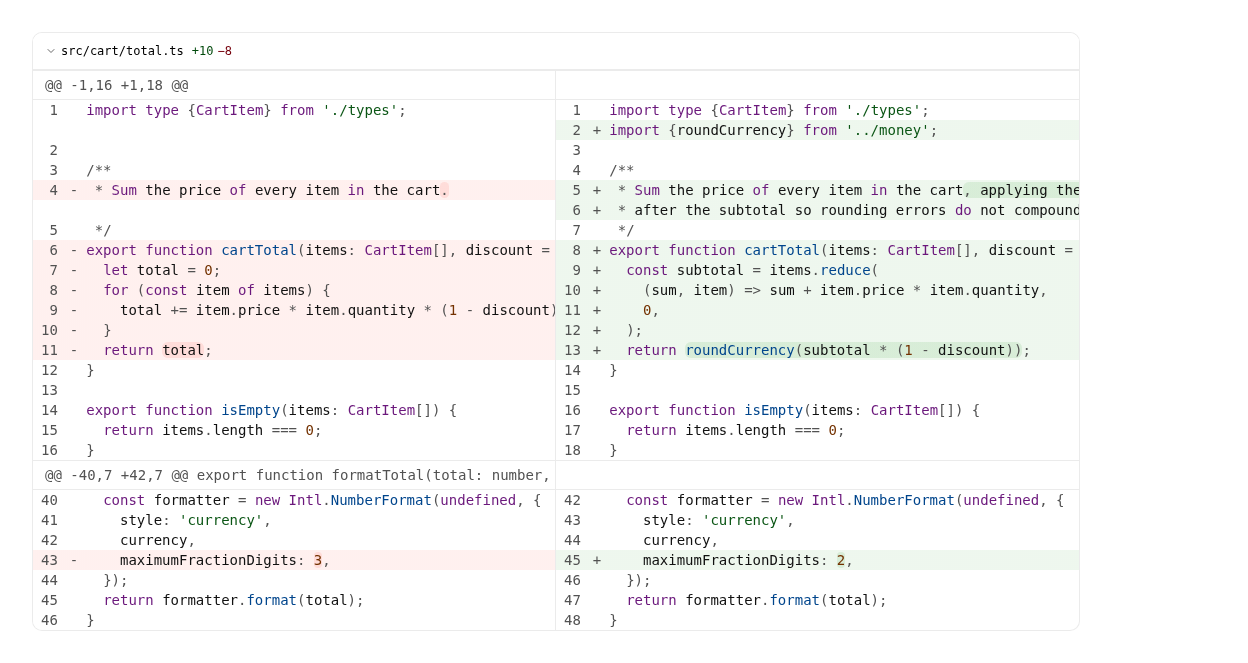 src/cart/total.ts +10 −8
@@ -1,16 +1,18 @@
1 import type {CartItem} from './types';
2
3 /**
4 - * Sum the price of every item in the cart.
5 */
6 - export function cartTotal(items: CartItem[], discount =
7 - let total = 0;
8 - for (const item of items) {
9 - total += item.price * item.quantity * (1 - discount)
10 - }
11 - return total;
12 }
13
14 export function isEmpty(items: CartItem[]) {
15 return items.length === 0;
16 }
1 import type {CartItem} from './types';
2 + import {roundCurrency} from '../money';
3
4 /**
5 + * Sum the price of every item in the cart, applying the
6 + * after the subtotal so rounding errors do not compound
7 */
8 + export function cartTotal(items: CartItem[], discount =
9 + const subtotal = items.reduce(
10 + (sum, item) => sum + item.price * item.quantity,
11 + 0,
12 + );
13 + return roundCurrency(subtotal * (1 - discount));
14 }
15
16 export function isEmpty(items: CartItem[]) {
17 return items.length === 0;
18 }
@@ -40,7 +42,7 @@ export function formatTotal(total: number,
40 const formatter = new Intl.NumberFormat(undefined, {
41 style: 'currency',
42 currency,
43 - maximumFractionDigits: 3,
44 });
45 return formatter.format(total);
46 }
42 const formatter = new Intl.NumberFormat(undefined, {
43 style: 'currency',
44 currency,
45 + maximumFractionDigits: 2,
46 });
47 return formatter.format(total);
48 }